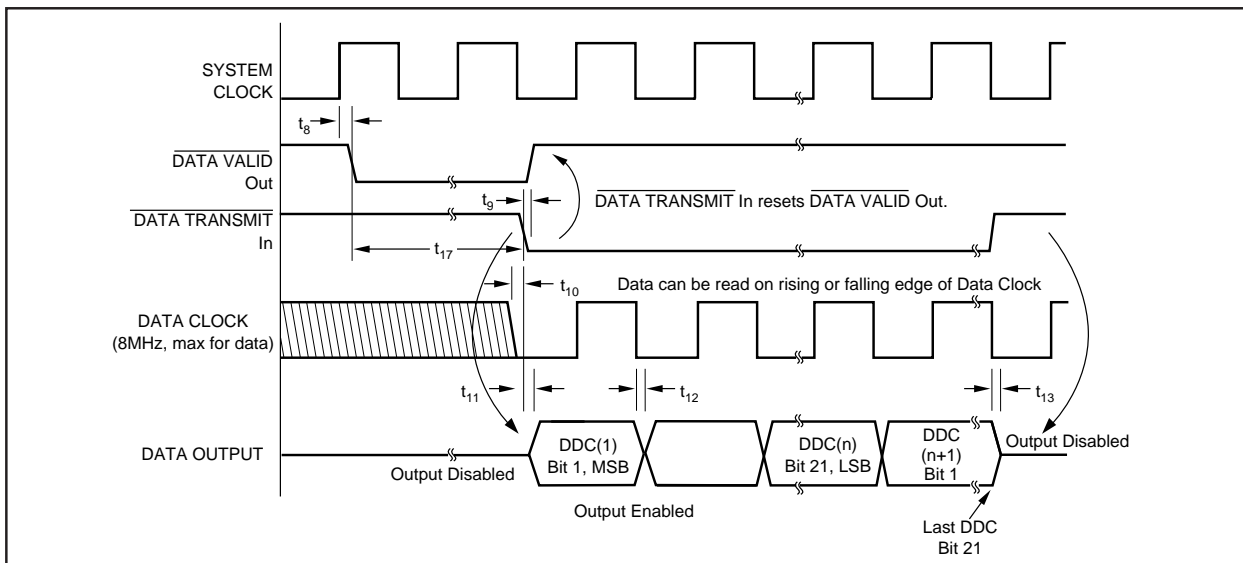 SYSTEM
CLOCK
t8
DATA VALID
Out
t9
DATA TRANSMIT In resets DATA VALID Out.
DATA TRANSMIT
In
t17
t10
Data can be read on rising or falling edge of Data Clock
DATA CLOCK
(8MHz, max for data)
t11
t12
t13
DATA OUTPUT
Output Disabled
DDC(1)
Bit 1, MSB
DDC(n)
Bit 21, LSB
DDC
(n+1)
Bit 1
Output Disabled
Output Enabled
Last DDC
Bit 21